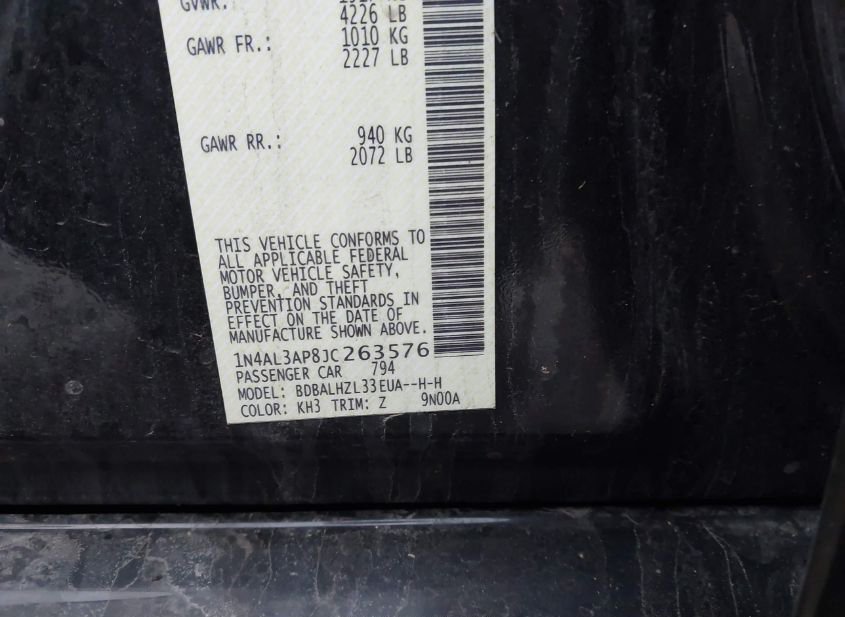 GVWR:
4226 LB
GAWR FR.: 1010 KG
2227 LB
GAWR RR.: 940 KG
2072 LB
THIS VEHICLE CONFORMS TO
ALL APPLICABLE FEDERAL
MOTOR VEHICLE SAFETY,
BUMPER, AND THEFT
PREVENTION STANDARDS IN
EFFECT ON THE DATE OF
MANUFACTURE SHOWN ABOVE.
1N4AL3AP8JC263576
PASSENGER CAR 794
MODEL: BDBALHZL33EUA--H-H
COLOR: KH3 TRIM: Z 9N00A